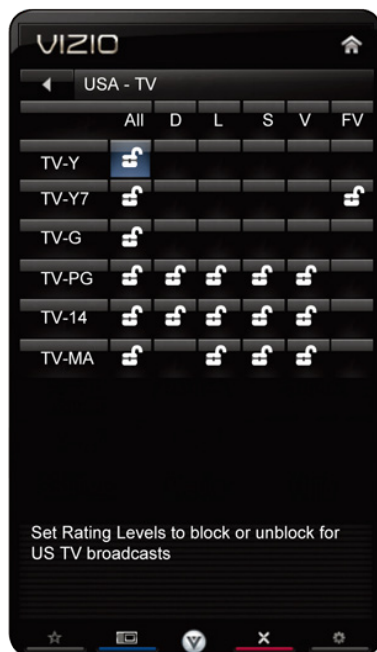 VIZIO
USA - TV
All D L S V FV
TV-Y
TV-Y7
TV-G
TV-PG
TV-14
TV-MA
Set Rating Levels to block or unblock for
US TV broadcasts
V